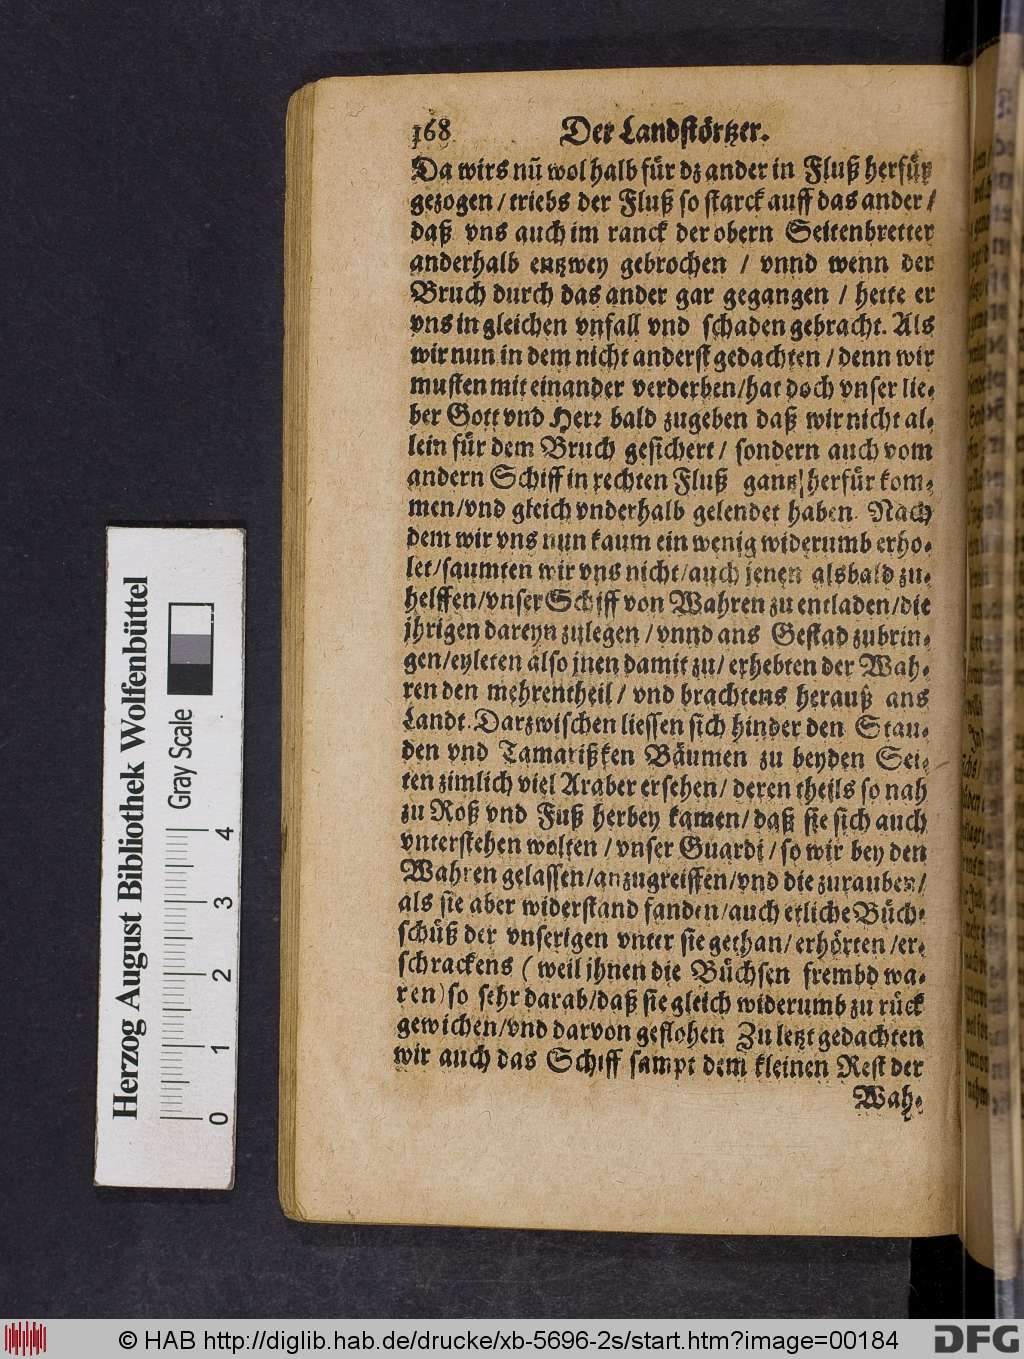 168 Der Landstörtzer.
Da wirs nũ wol halb für dz ander in Fluß herfür
gezogen / triebs der Fluß so starck auff das ander /
daß vns auch im ranck der obern Seitenbretter
anderhalb entzwey gebrochen / vnnd wenn der
Bruch durch das ander gar gegangen / hette er
vns in gleichen vnfall vnd schaden gebracht. Als
wir nun in dem nicht anderst gedachten / denn wir
musten mit einander verderben/hat doch vnser lie-
ber Gott vnd Herr bald zugeben daß wir nicht al-
lein für dem Bruch gesichert / sondern auch vom
andern Schiff in rechten Fluß gantz herfür kom-
men/vnd gleich vnderhalb gelendet haben. Nach
dem wir vns nun kaum ein wenig widerumb erho-
let/saumten wir vns nicht/auch jenen alsbald zu-
helffen/vnser Schiff von Wahren zu entladen/die
jhrigen dareyn zulegen / vnnd ans Gestad zubrin-
gen/eyleten also jnen damit zu/ erhebten der Wah-
ren den mehrentheil / vnd brachtens herauß ans
Landt. Darzwischen liessen sich hinder den Stau-
den vnd Tamarißken Bäumen zu beyden Sei-
ten zimlich viel Araber ersehen/ deren theils so nah
zu Roß vnd Fuß herbey kamen/ daß sie sich auch
vnterstehen wolten / vnser Guardi / so wir bey den
Wahren gelassen/anzugreiffen/vnd die zurauben/
als sie aber widerstand fanden/auch etliche Büch-
schüß der vnserigen vnter sie gethan/ erhörten /er-
schrackens ( weil jhnen die Büchsen frembd wa-
ren) so sehr darab/daß sie gleich widerumb zu rück
gewichen/vnd darvon geflohen Zu letzt gedachten
wir auch das Schiff sampt dem kleinen Rest der
Wah-
Herzog August Bibliothek Wolfenbüttel
Gray Scale
0 1 2 3 4
© HAB http://diglib.hab.de/drucke/xb-5696-2s/start.htm?image=00184
DFG